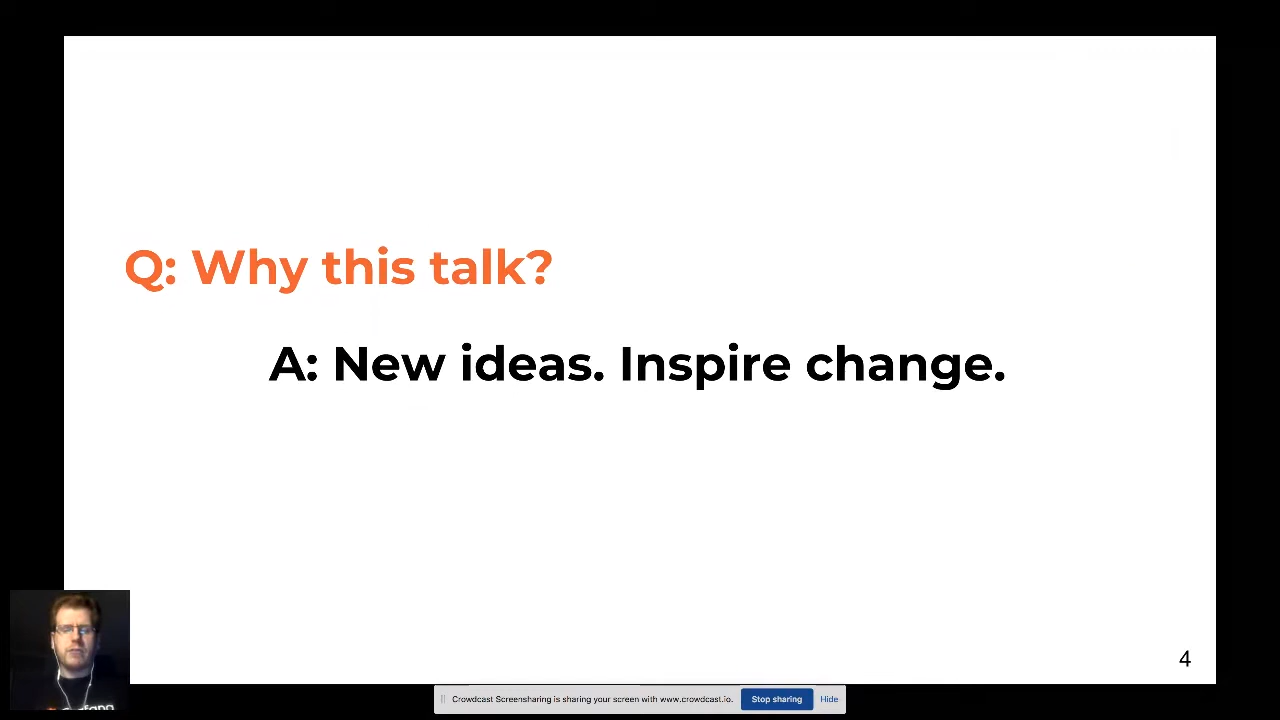 Q: Why this talk?
A: New ideas. Inspire change.
4
Crowdcast Screensharing is sharing your screen with www.crowdcast.io. Stop sharing Hide